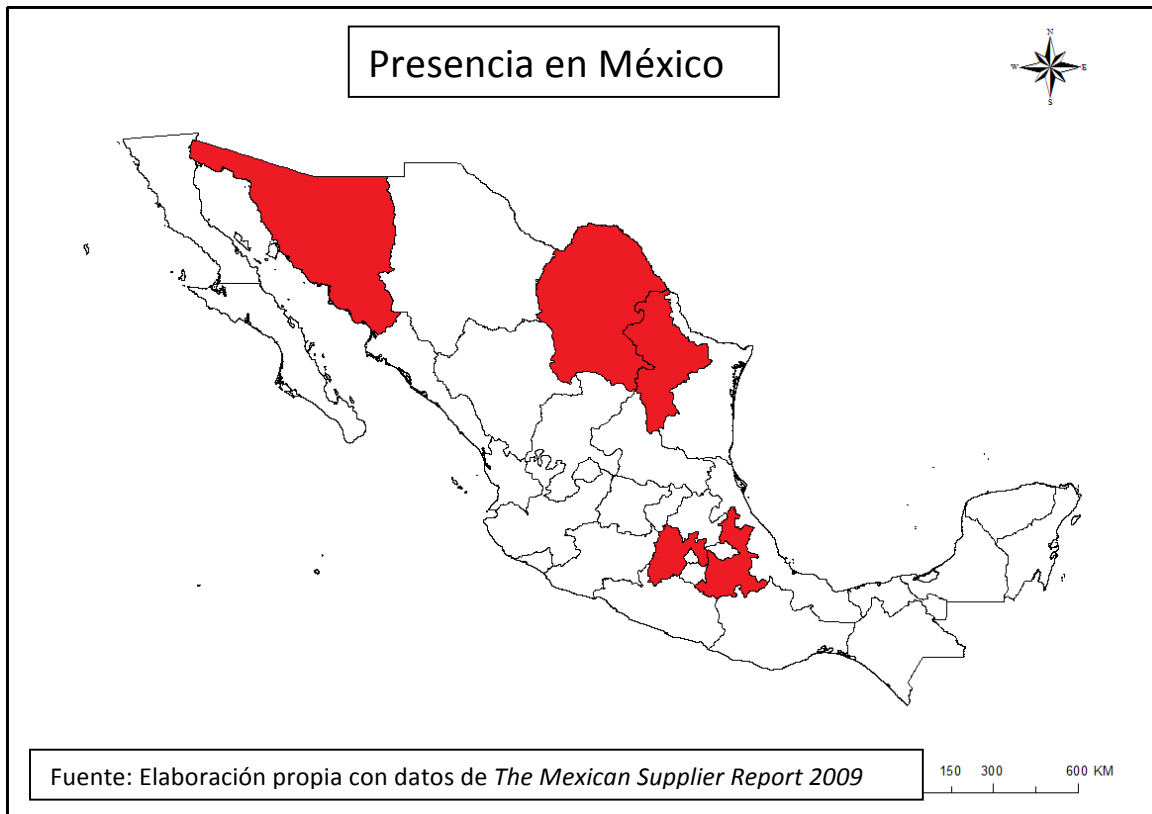 Presencia en México
N
W E
S
Fuente: Elaboración propia con datos de The Mexican Supplier Report 2009
150 300 600 KM